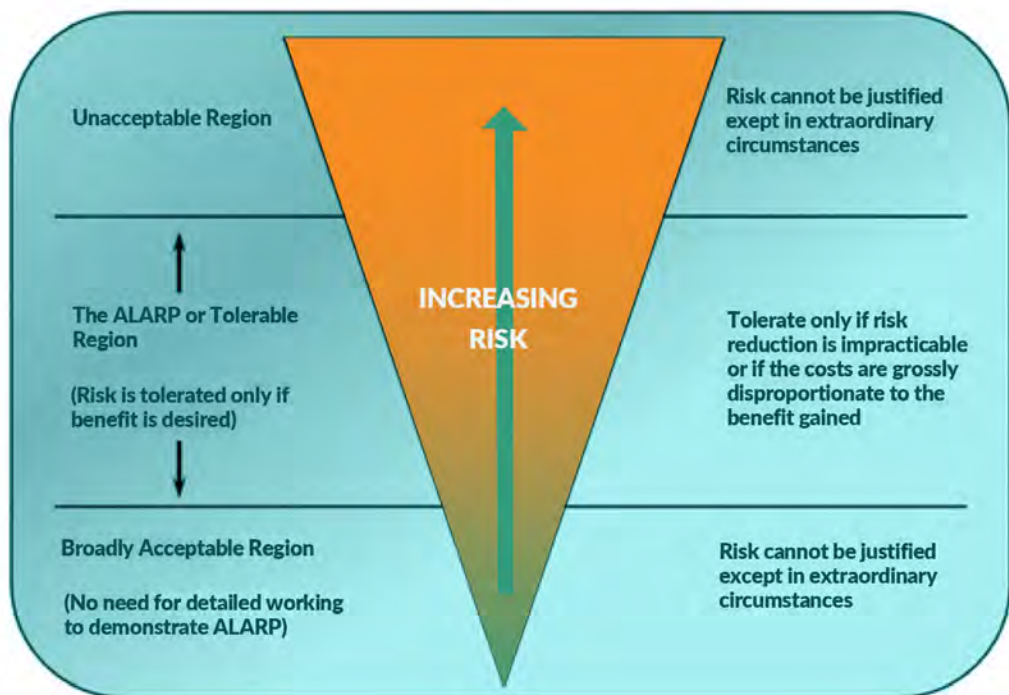 Unacceptable Region
Risk cannot be justified
exept in extraordinary
circumstances
INCREASING
RISK
The ALARP or Tolerable
Region
(Risk is tolerated only if
benefit is desired)
Tolerate only if risk
reduction is impracticable
or if the costs are grossly
disproportionate to the
benefit gained
Broadly Acceptable Region
(No need for detailed working
to demonstrate ALARP)
Risk cannot be justified
except in extraordinary
circumstances